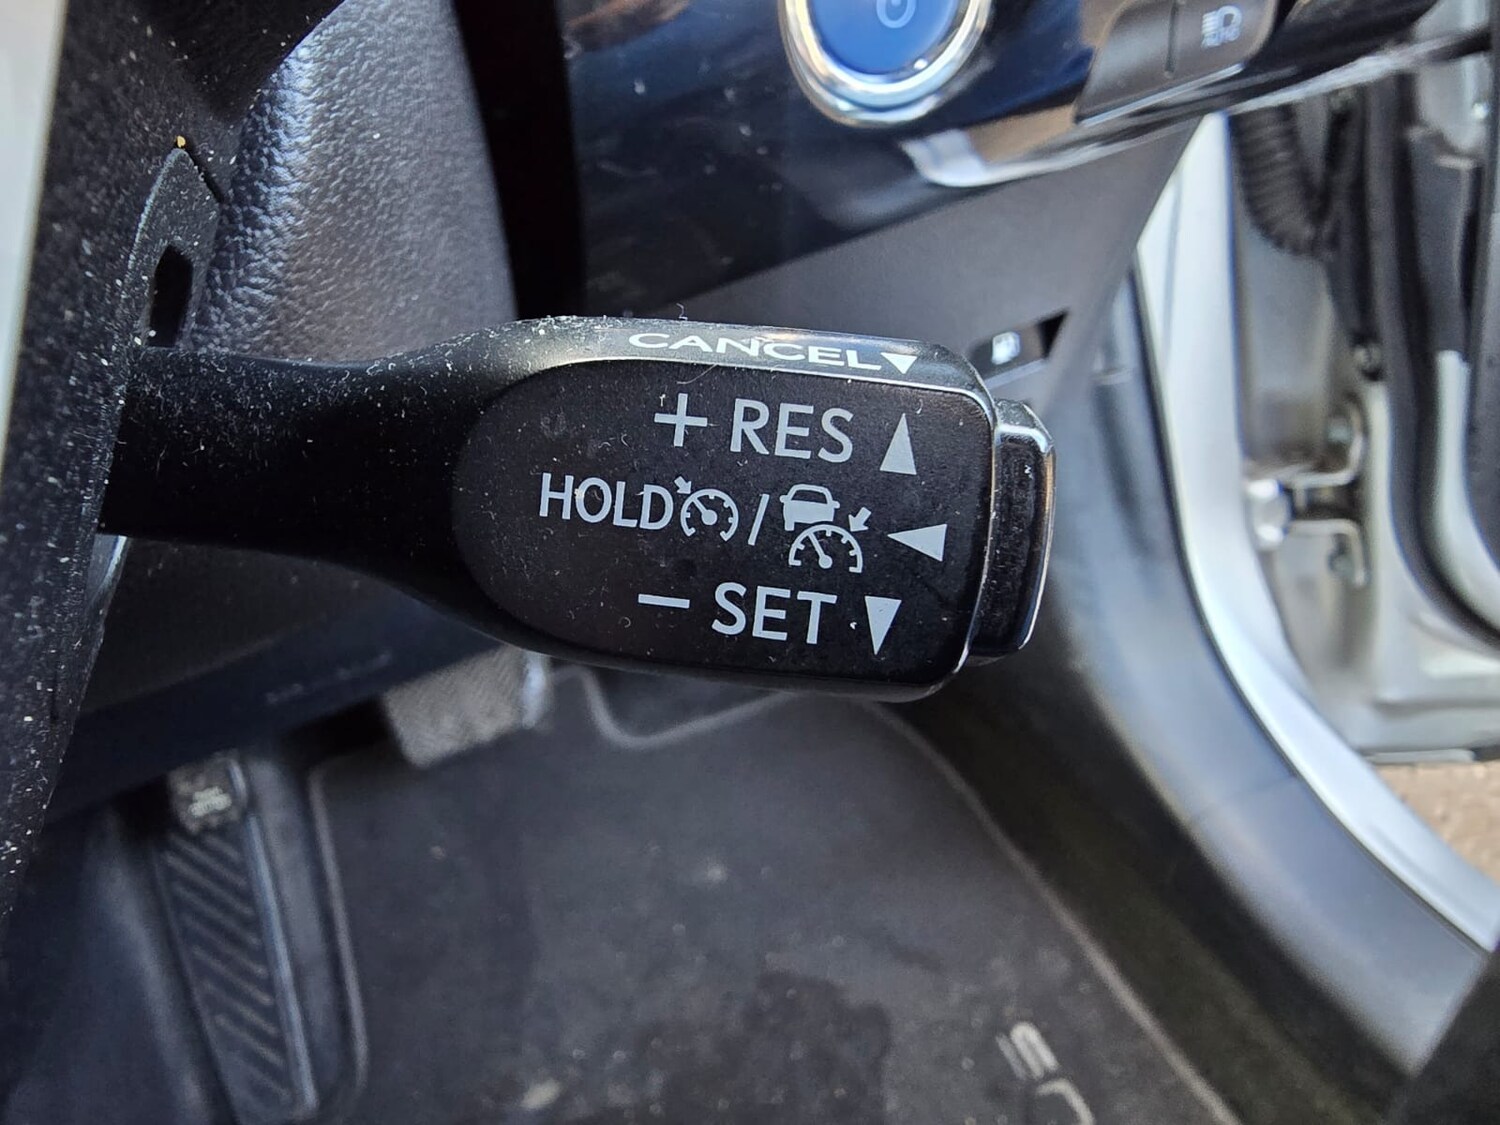 CANCEL▼
+ RES ▲
HOLD / ◀
− SET ▼